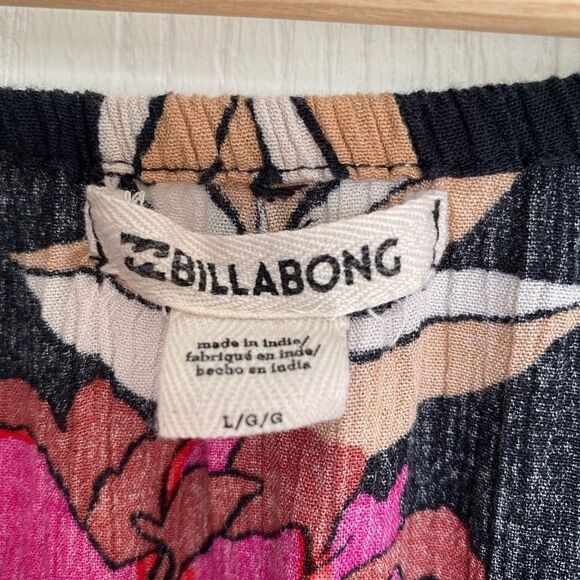 BILLABONG
made in india/
fabriqué en inde/
hecho en india
L/G/G